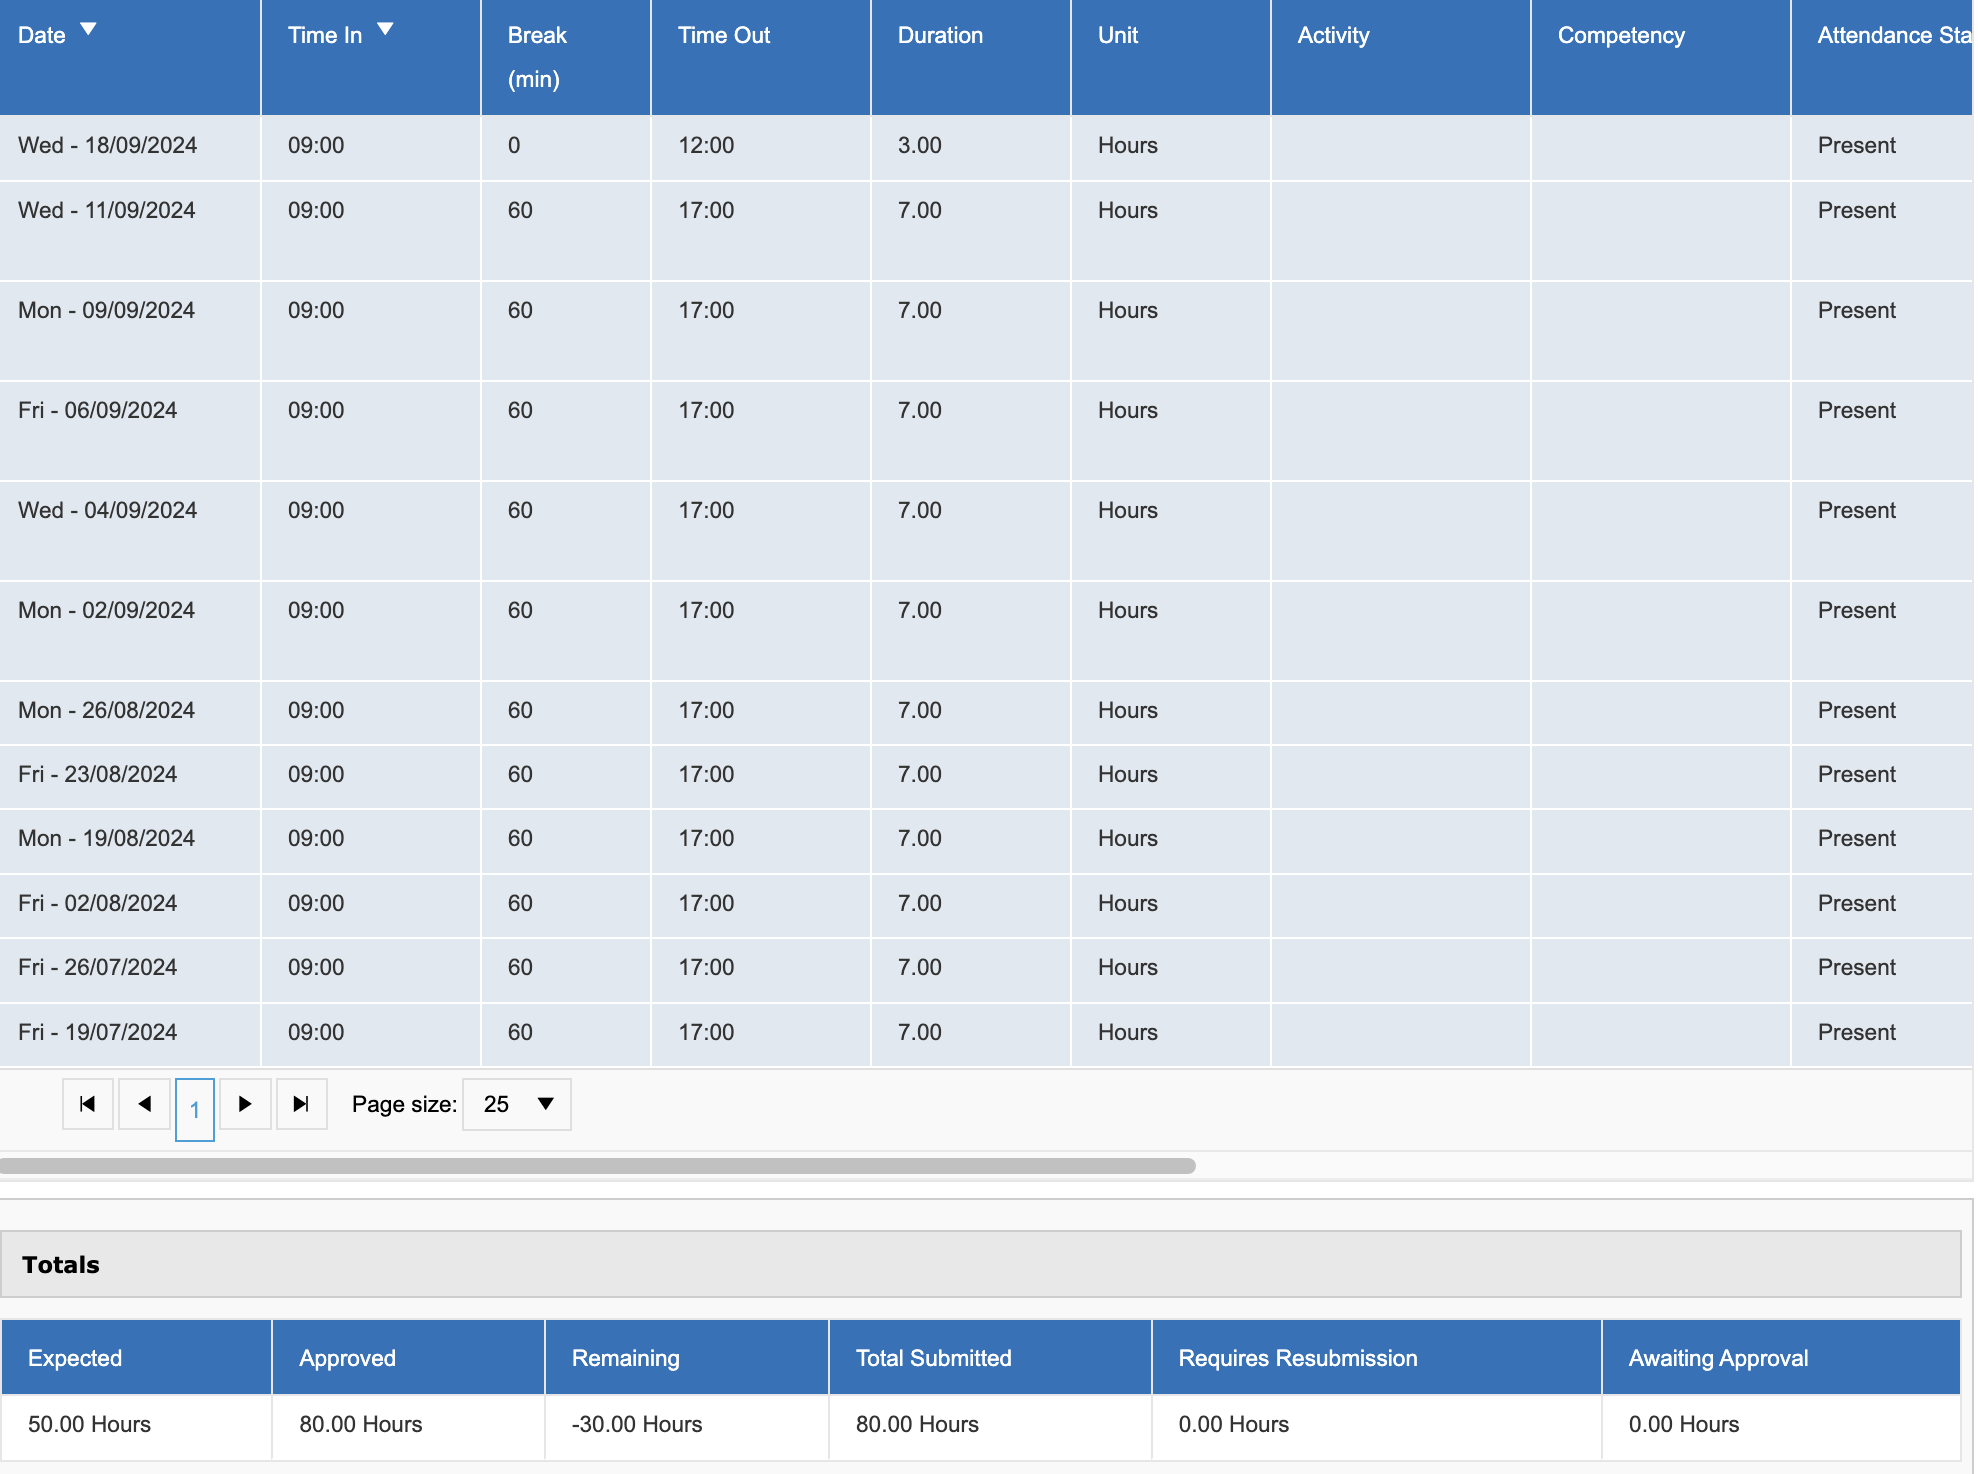 Date Time In Break (min) Time Out Duration Unit Activity Competency Attendance Sta
Wed - 18/09/2024 09:00 0 12:00 3.00 Hours Present
Wed - 11/09/2024 09:00 60 17:00 7.00 Hours Present
Mon - 09/09/2024 09:00 60 17:00 7.00 Hours Present
Fri - 06/09/2024 09:00 60 17:00 7.00 Hours Present
Wed - 04/09/2024 09:00 60 17:00 7.00 Hours Present
Mon - 02/09/2024 09:00 60 17:00 7.00 Hours Present
Mon - 26/08/2024 09:00 60 17:00 7.00 Hours Present
Fri - 23/08/2024 09:00 60 17:00 7.00 Hours Present
Mon - 19/08/2024 09:00 60 17:00 7.00 Hours Present
Fri - 02/08/2024 09:00 60 17:00 7.00 Hours Present
Fri - 26/07/2024 09:00 60 17:00 7.00 Hours Present
Fri - 19/07/2024 09:00 60 17:00 7.00 Hours Present
1 Page size: 25
Totals
Expected Approved Remaining Total Submitted Requires Resubmission Awaiting Approval
50.00 Hours 80.00 Hours -30.00 Hours 80.00 Hours 0.00 Hours 0.00 Hours